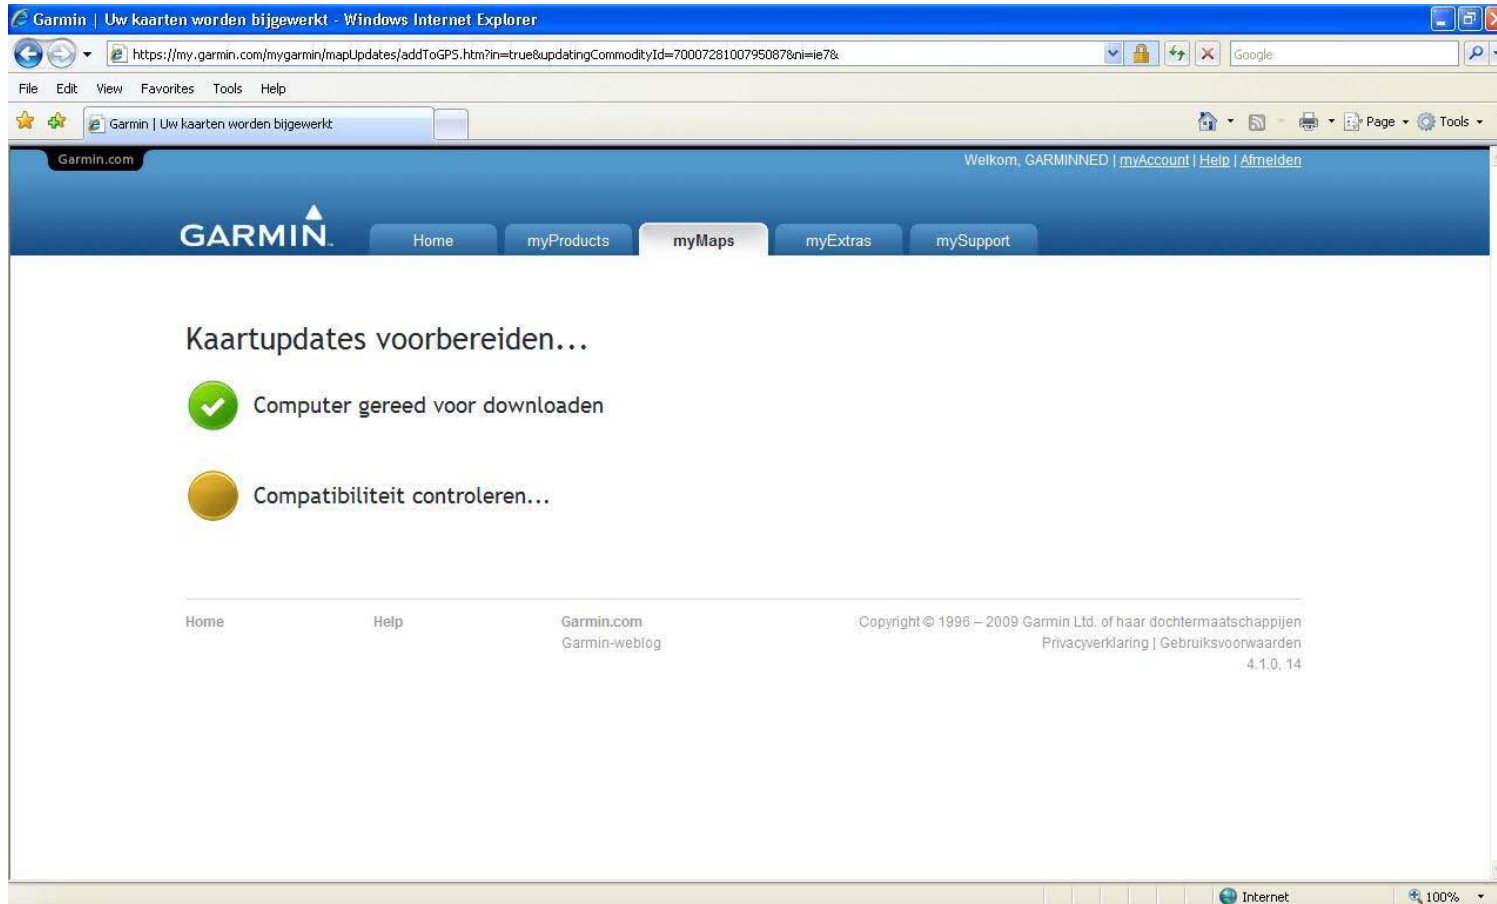 Garmin | Uw kaarten worden bijgewerkt - Windows Internet Explorer
https://my.garmin.com/mygarmin/mapUpdates/addToGPS.htm?in=true&updatingCommodityId=7000728100795087&ni=ie7&
Google
File Edit View Favorites Tools Help
Garmin | Uw kaarten worden bijgewerkt
Page Tools
Garmin.com
Welkom, GARMINNED | myAccount | Help | Afmelden
GARMIN
Home myProducts myMaps myExtras mySupport
Kaartupdates voorbereiden...
Computer gereed voor downloaden
Compatibiliteit controleren...
Home Help Garmin.com Copyright © 1996 – 2009 Garmin Ltd. of haar dochtermaatschappijen
Garmin-weblog Privacyverklaring | Gebruiksvoorwaarden
4.1.0, 14
Internet 100%